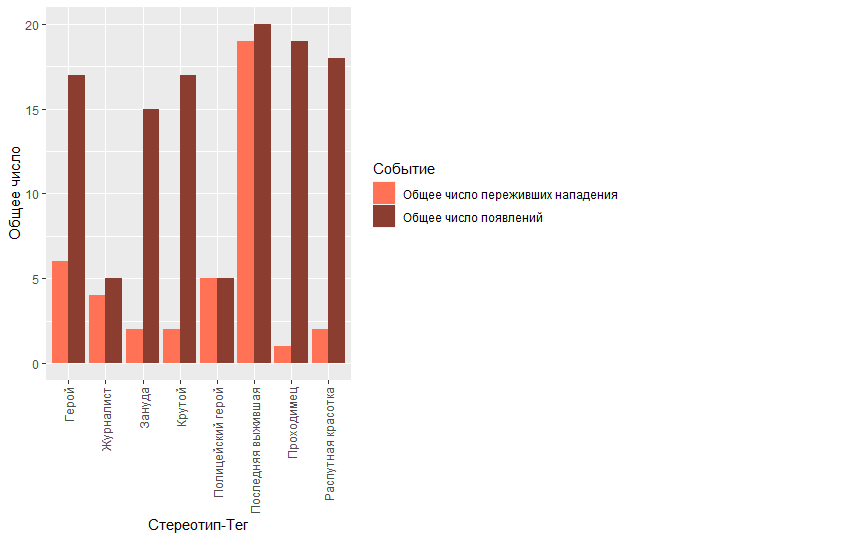 Общее число
20
15
10
5
0
Герой
Журналист
Зануда
Крутой
Полицейский герой
Последняя выжившая
Проходимец
Распутная красотка
Стереотип-Тег
Событие
Общее число переживших нападения
Общее число появлений